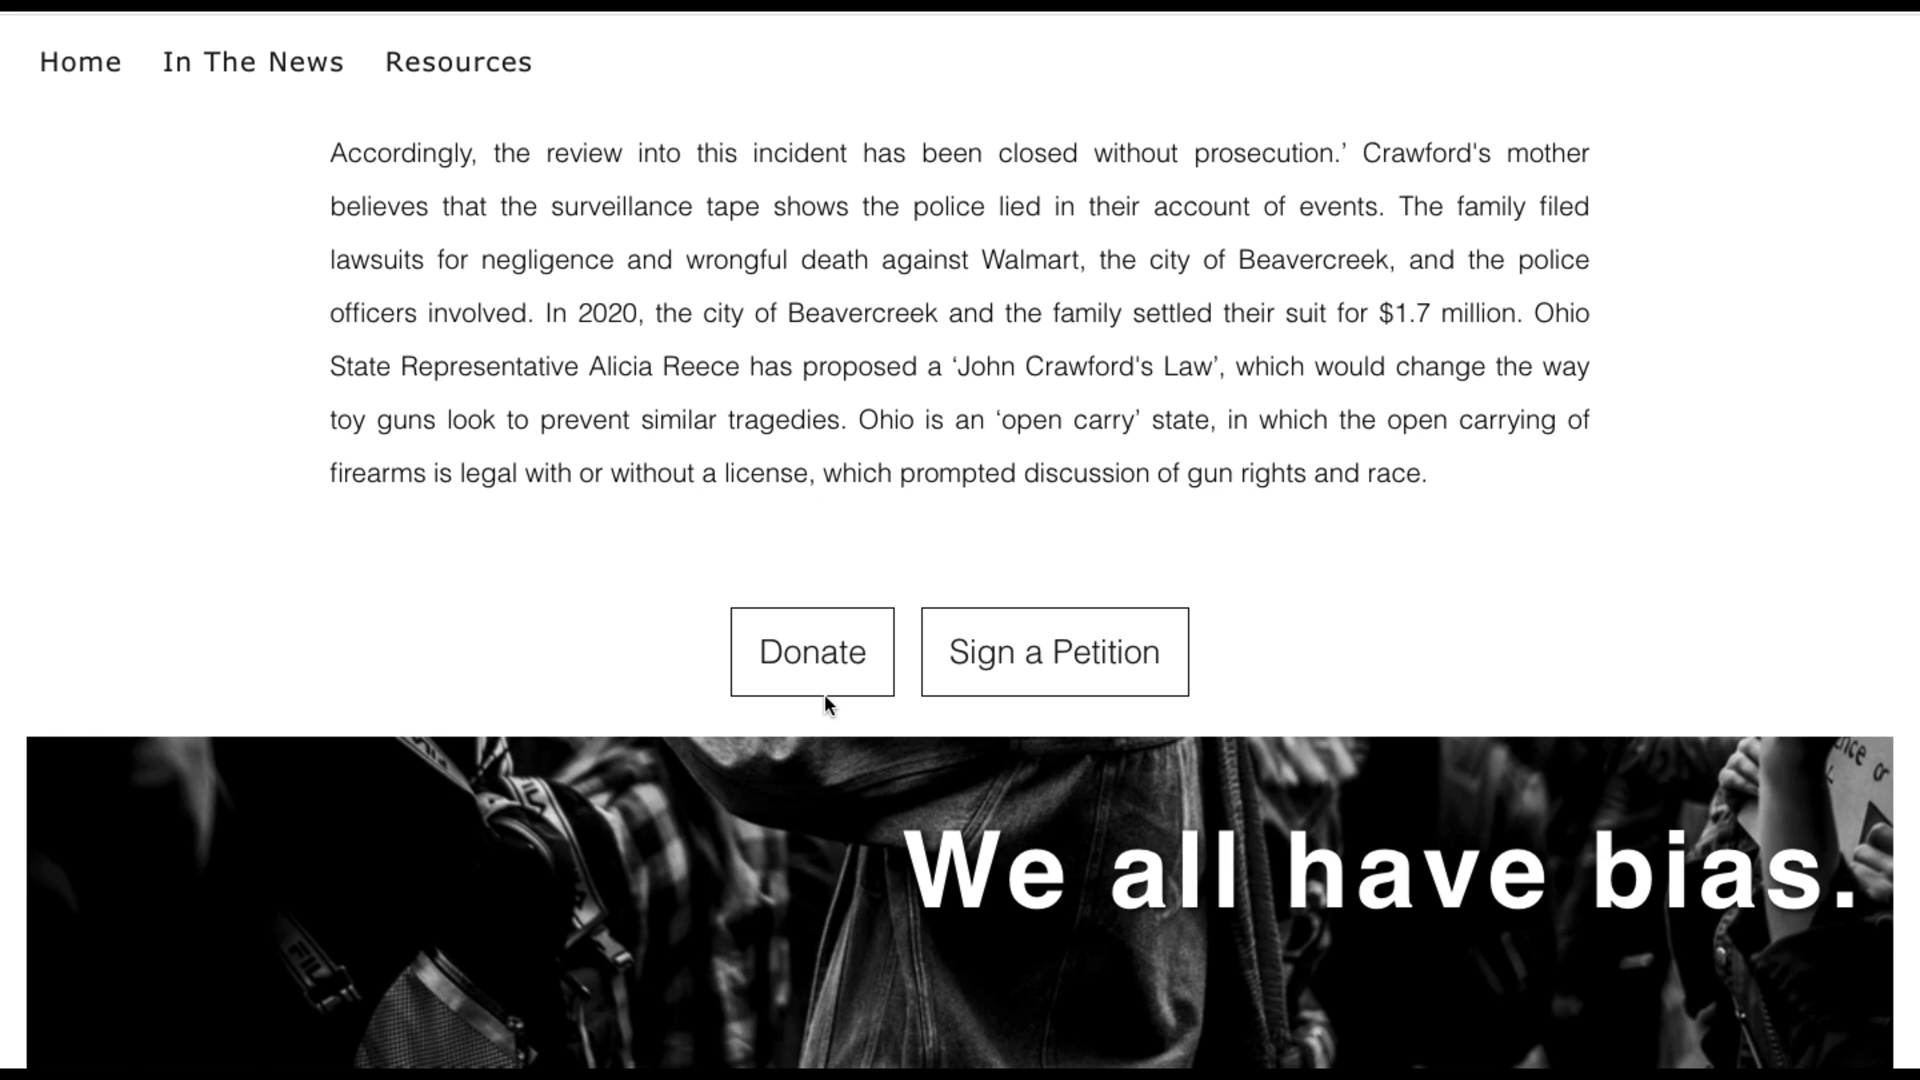 Home In The News Resources
Accordingly, the review into this incident has been closed without prosecution.’ Crawford's mother
believes that the surveillance tape shows the police lied in their account of events. The family filed
lawsuits for negligence and wrongful death against Walmart, the city of Beavercreek, and the police
officers involved. In 2020, the city of Beavercreek and the family settled their suit for $1.7 million. Ohio
State Representative Alicia Reece has proposed a ‘John Crawford's Law’, which would change the way
toy guns look to prevent similar tragedies. Ohio is an ‘open carry’ state, in which the open carrying of
firearms is legal with or without a license, which prompted discussion of gun rights and race.
Donate Sign a Petition
We all have bias.
FILA
or